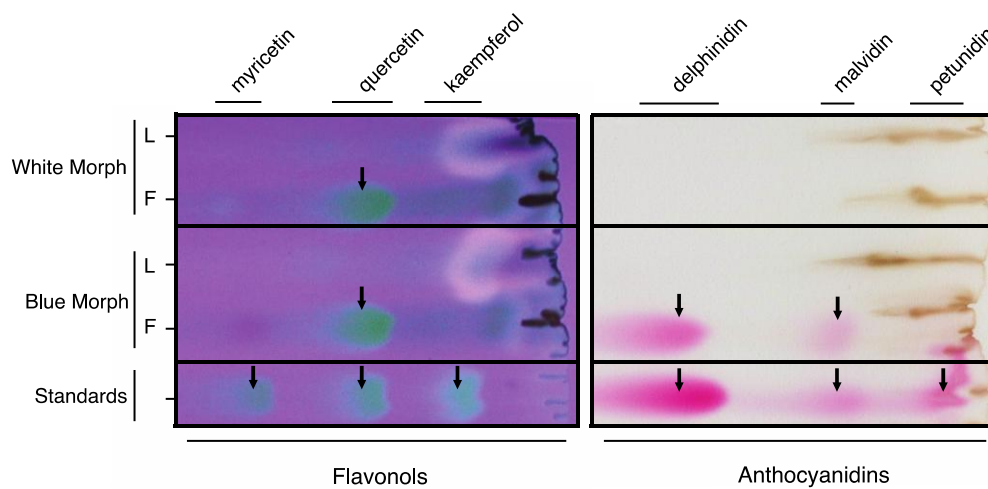 myricetin
quercetin
kaempferol
delphinidin
malvidin
petunidin
L
White Morph
F
L
Blue Morph
F
Standards
Flavonols
Anthocyanidins